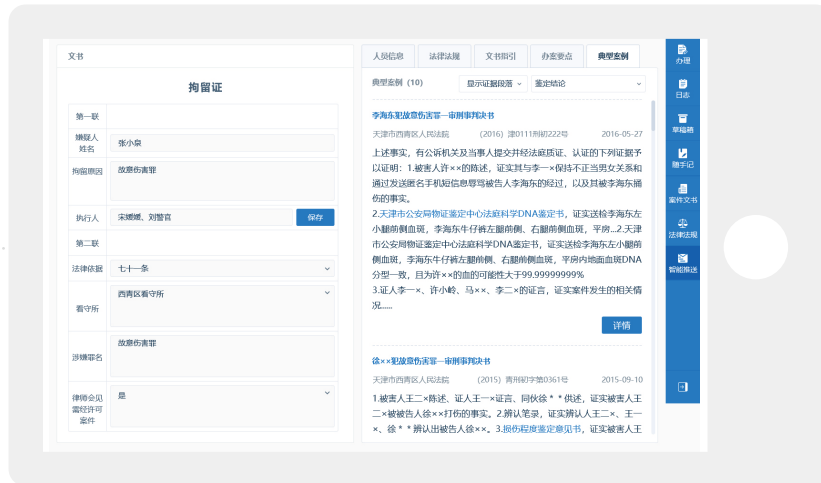 文书
拘留证
第一联
嫌疑人
姓名
张小泉
拘留原因
故意伤害罪
执行人
宋媛媛、刘警官
保存
第二联
法律依据
七十一条
看守所
西青区看守所
涉嫌罪名
故意伤害罪
律师会见
需经许可
案件
是
人员信息
法律法规
文书指引
办案要点
典型案例
典型案例（10）
显示证据段落
鉴定结论
李海东犯故意伤害罪一审刑事判决书
天津市西青区人民法院 （2016）津0111刑初222号 2016-05-27
上述事实，有公诉机关及当事人提交并经法庭质证、认证的下列证据予
以证明：1.被害人许××的陈述，证实其与李一×保持不正当男女关系和
通过发送匿名手机短信息辱骂被告人李海东的经过，以及其被李海东捅
伤的事实。
2.天津市公安局物证鉴定中心法庭科学DNA鉴定书，证实送检李海东左
小腿前侧血斑，李海东牛仔裤左腿前侧、右腿前侧血斑，平房...2.天津
市公安局物证鉴定中心法庭科学DNA鉴定书，证实送检李海东左小腿前
侧血斑，李海东牛仔裤左腿前侧、右腿前侧血斑，平房内地面血斑DNA
分型一致，且为许××的血的可能性大于99.99999999%
3.证人李一×、许小岭、马××、李二×的证言，证实案件发生的相关情
况......
详情
徐××犯故意伤害罪一审刑事判决书
天津市西青区人民法院 （2015）青刑初字第0361号 2015-09-10
1.被害人王二×陈述、证人王一×证言、同伙徐＊＊供述，证实被害人王
二×被被告人徐××打伤的事实。2.辨认笔录，证实辨认人王二×、王一
×、徐＊＊辨认出被告人徐××。3.损伤程度鉴定意见书，证实被害人王
办理
日志
草稿箱
随手记
案件文书
法律法规
智能推送